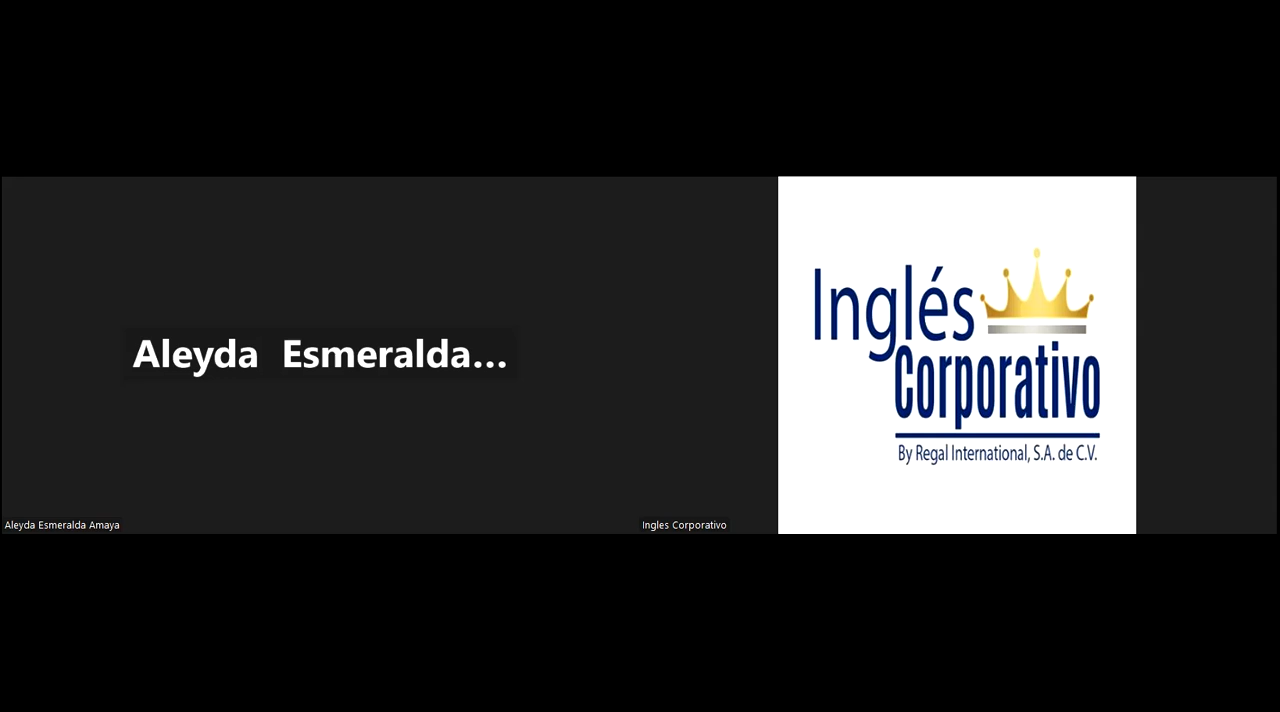 Aleyda Esmeralda...
Aleyda Esmeralda Amaya
Inglés
Corporativo
By Regal International, S.A. de C.V.
Ingles Corporativo